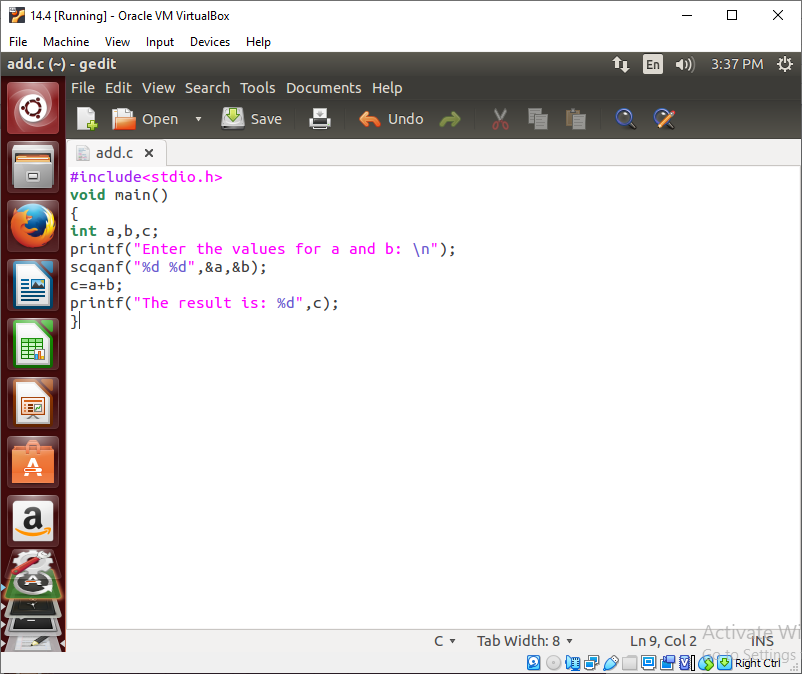 14.4 [Running] - Oracle VM VirtualBox
File Machine View Input Devices Help
add.c (~) - gedit En 3:37 PM
File Edit View Search Tools Documents Help
Open Save Undo
add.c
#include<stdio.h>
void main()
{
int a,b,c;
printf("Enter the values for a and b: \n");
scqanf("%d %d",&a,&b);
c=a+b;
printf("The result is: %d",c);
}
a
C Tab Width: 8 Ln 9, Col 2 INS
Activate Wi
Go to Settings
Right Ctrl